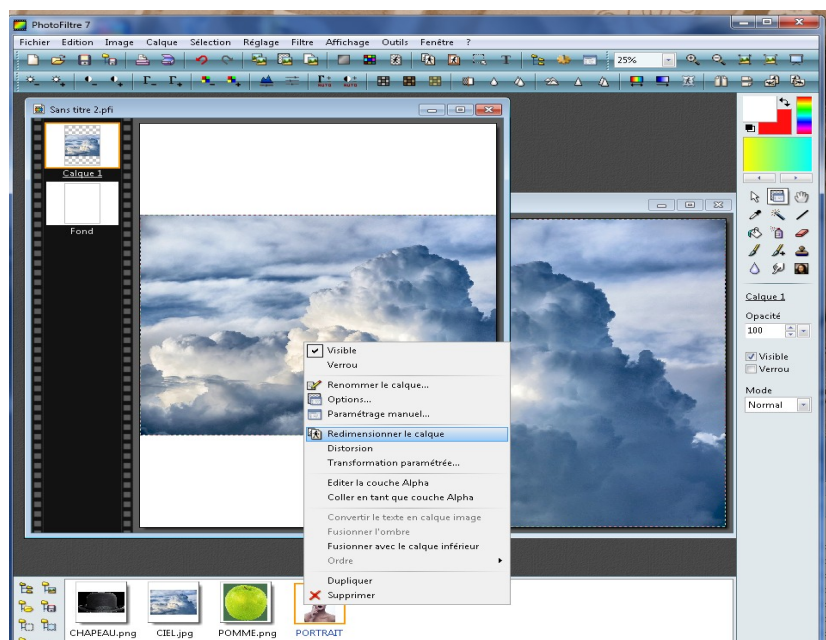 PhotoFiltre 7
Fichier Edition Image Calque Sélection Réglage Filtre Affichage Outils Fenêtre ?
T 25%
AUTO AUTO
Sans titre 2.pfi
Calque 1
Fond
Visible
Verrou
Renommer le calque...
Options...
Paramétrage manuel...
Redimensionner le calque
Distorsion
Transformation paramétrée...
Editer la couche Alpha
Coller en tant que couche Alpha
Convertir le texte en calque image
Fusionner l'ombre
Fusionner avec le calque inférieur
Ordre
Dupliquer
Supprimer
Calque 1
Opacité
100
Visible
Verrou
Mode
Normal
CHAPEAU.png CIEL.jpg POMME.png PORTRAIT